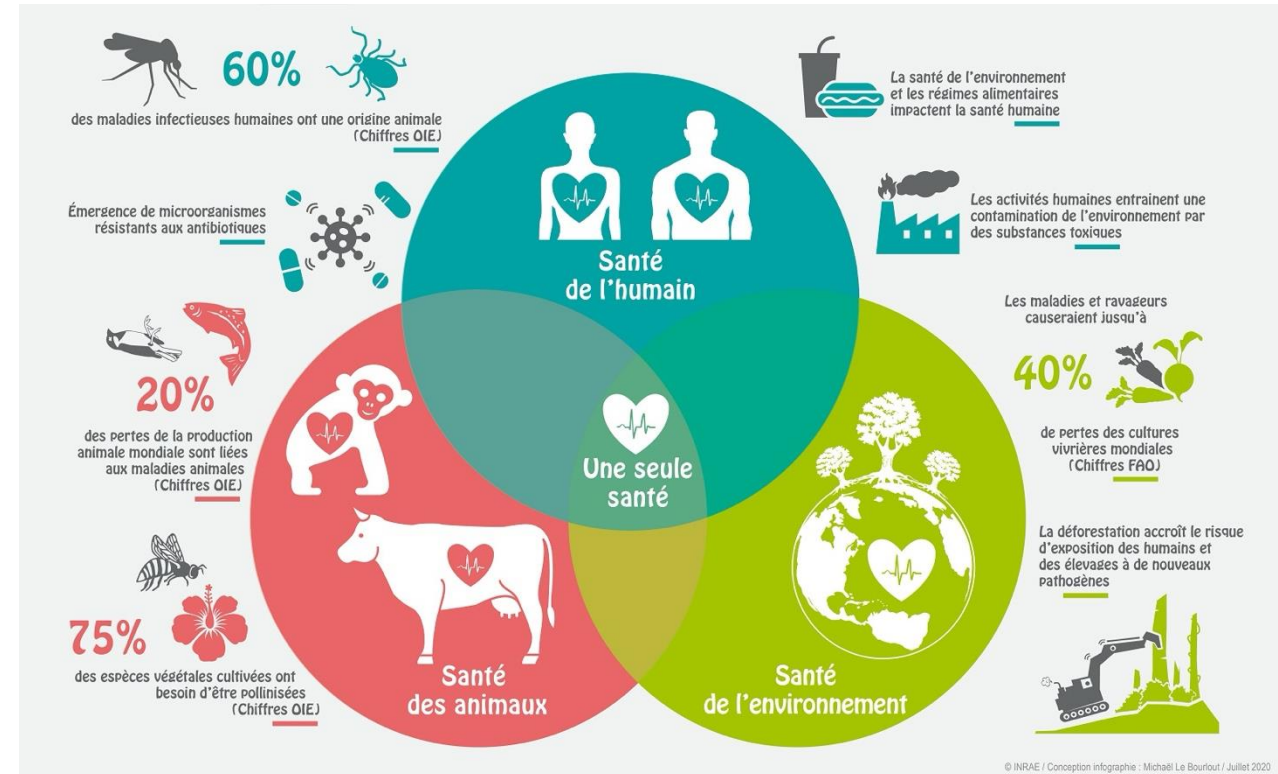 60%
des maladies infectieuses humaines ont une origine animale
(Chiffres OIE)
Émergence de microorganismes
résistants aux antibiotiques
20%
des pertes de la production
animale mondiale sont liées
aux maladies animales
(Chiffres OIE)
75%
des espèces végétales cultivées ont
besoin d'être pollinisées
(Chiffres OIE)
Santé
de l'humain
Une seule
santé
Santé
des animaux
Santé
de l'environnement
La santé de l'environnement
et les régimes alimentaires
impactent la santé humaine
Les activités humaines entrainent une
contamination de l'environnement par
des substances toxiques
Les maladies et ravageurs
causeraient jusqu'à
40%
de pertes des cultures
vivrières mondiales
(Chiffres FAO)
La déforestation accroît le risque
d'exposition des humains et
des élevages à de nouveaux
pathogènes
© INRAE / Conception infographie : Michaël Le Bourlout / Juillet 2020